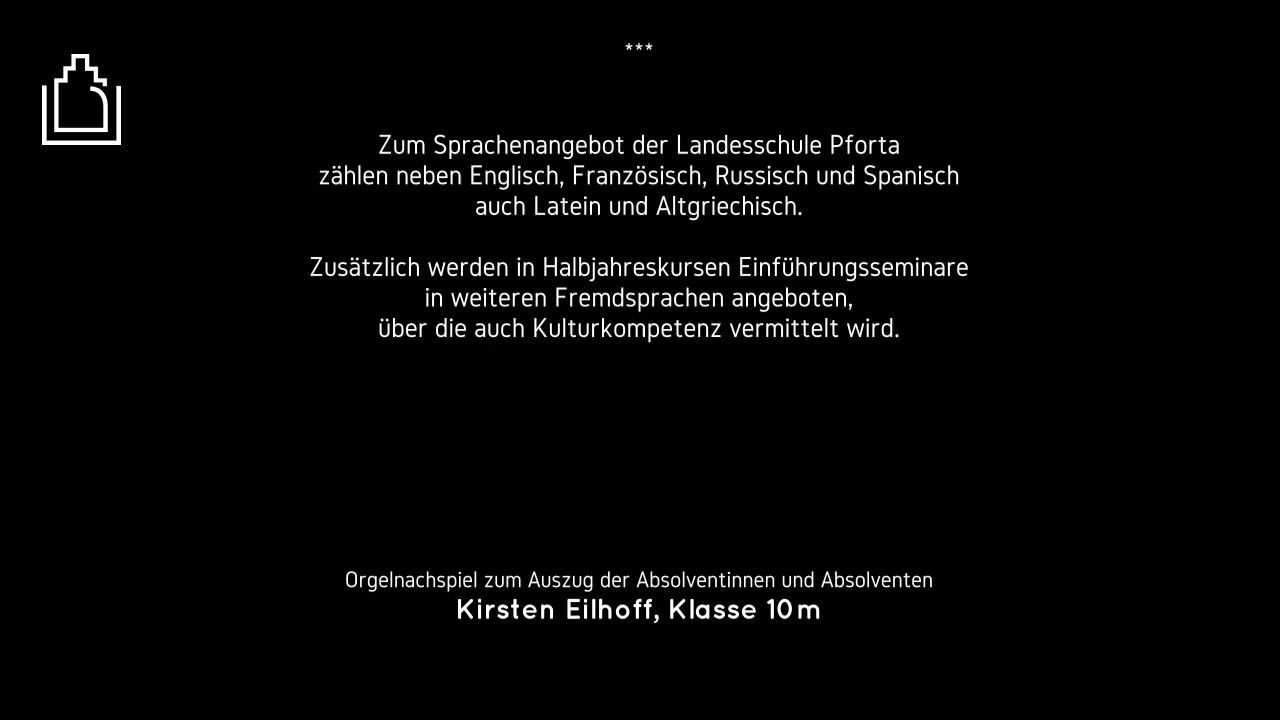 ***
Zum Sprachenangebot der Landesschule Pforta
zählen neben Englisch, Französisch, Russisch und Spanisch
auch Latein und Altgriechisch.
Zusätzlich werden in Halbjahreskursen Einführungsseminare
in weiteren Fremdsprachen angeboten,
über die auch Kulturkompetenz vermittelt wird.
Orgelnachspiel zum Auszug der Absolventinnen und Absolventen
Kirsten Eilhoff, Klasse 10m